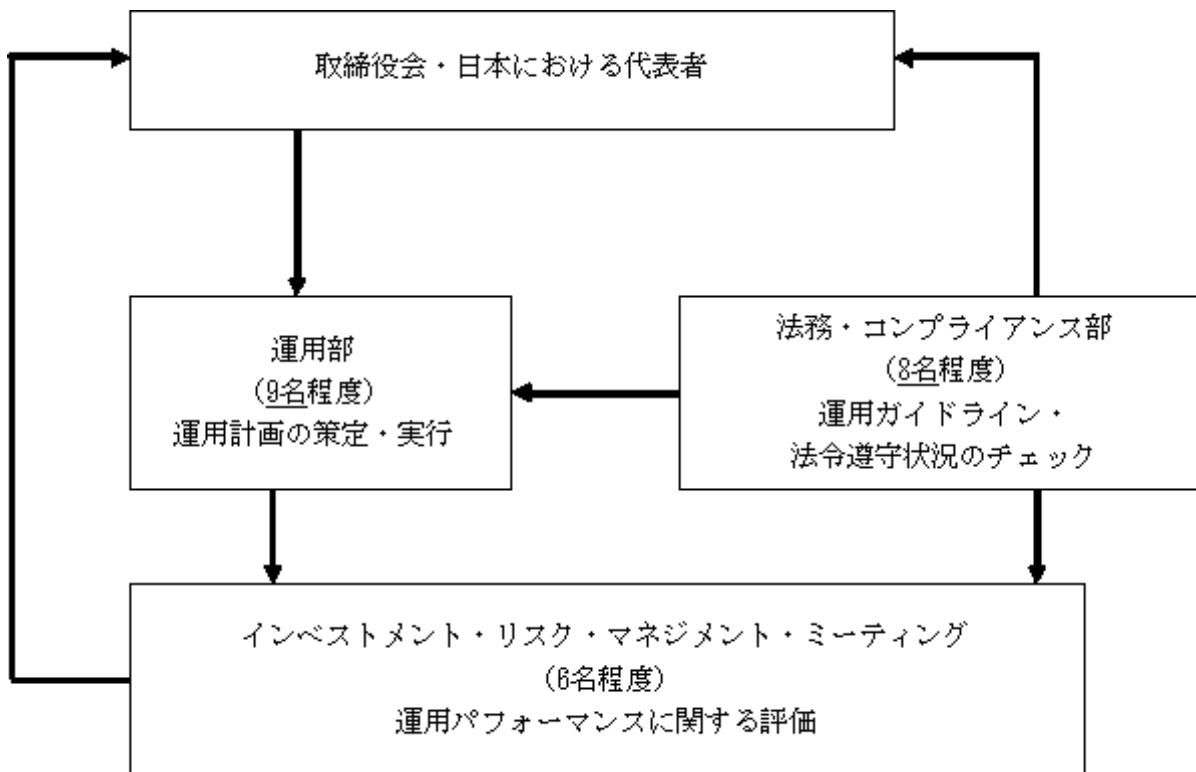 取締役会・日本における代表者
運用部
(9名程度)
運用計画の策定・実行
法務・コンプライアンス部
(8名程度)
運用ガイドライン・
法令遵守状況のチェック
インベストメント・リスク・マネジメント・ミーティング
(6名程度)
運用パフォーマンスに関する評価